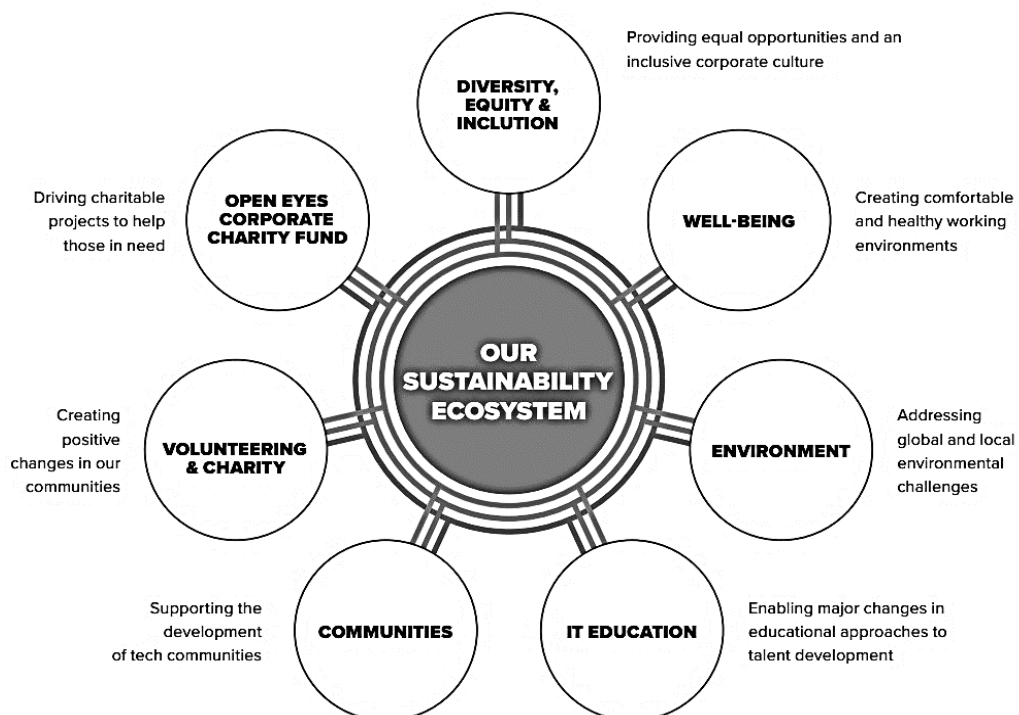 DIVERSITY,
EQUITY &
INCLUTION
Providing equal opportunities and an
inclusive corporate culture
WELL-BEING
Creating comfortable
and healthy working
environments
ENVIRONMENT
Addressing
global and local
environmental
challenges
IT EDUCATION
Enabling major changes in
educational approaches to
talent development
COMMUNITIES
Supporting the
development
of tech communities
VOLUNTEERING
& CHARITY
Creating
positive
changes in our
communities
OPEN EYES
CORPORATE
CHARITY FUND
Driving charitable
projects to help
those in need
OUR
SUSTAINABILITY
ECOSYSTEM